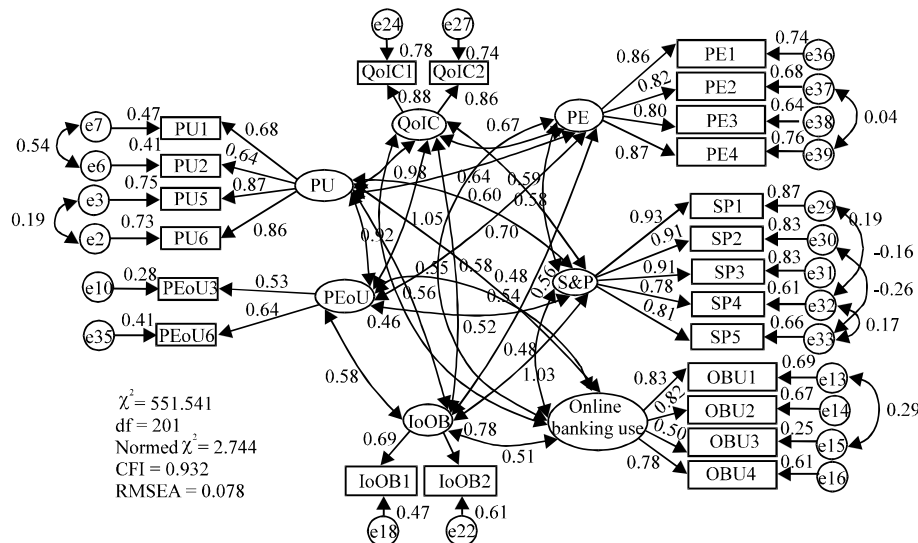 e24
e27
0.78
0.74
QoIC1
QoIC2
0.88
0.86
QoIC
e7
0.47
PU1
0.68
0.54
e6
0.41
PU2
0.64
e3
0.75
PU5
0.87
0.19
e2
0.73
PU6
0.86
PU
e10
0.28
PEoU3
0.53
e35
0.41
PEoU6
0.64
PEoU
PE
0.86
PE1
0.74
e36
0.82
PE2
0.68
e37
0.80
PE3
0.64
e38
0.04
0.87
PE4
0.76
e39
S&P
0.93
SP1
0.87
e29
0.19
0.91
SP2
0.83
e30
-0.16
0.91
SP3
0.83
e31
-0.26
0.78
SP4
0.61
e32
0.17
0.81
SP5
0.66
e33
0.67
0.98
0.64
0.59
0.60
0.58
1.05
0.70
0.92
0.55
0.58
0.48
0.56
0.54
0.56
0.46
0.52
0.48
1.03
0.58
Online
banking use
0.83
OBU1
0.69
e13
0.82
OBU2
0.67
e14
0.29
0.50
OBU3
0.25
e15
0.78
OBU4
0.61
e16
IoOB
0.69
0.78
0.51
IoOB1
IoOB2
0.47
0.61
e18
e22
χ² = 551.541
df = 201
Normed χ² = 2.744
CFI = 0.932
RMSEA = 0.078